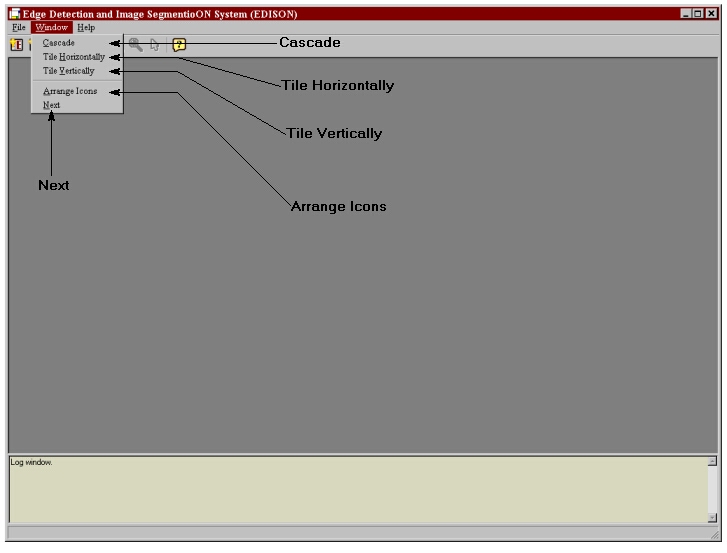 Edge Detection and Image SegmentioON System (EDISON)
File Window Help
Cascade
Cascade
Tile Horizontally
Tile Vertically
Tile Horizontally
Arrange Icons
Next
Tile Vertically
Next
Arrange Icons
Log window.